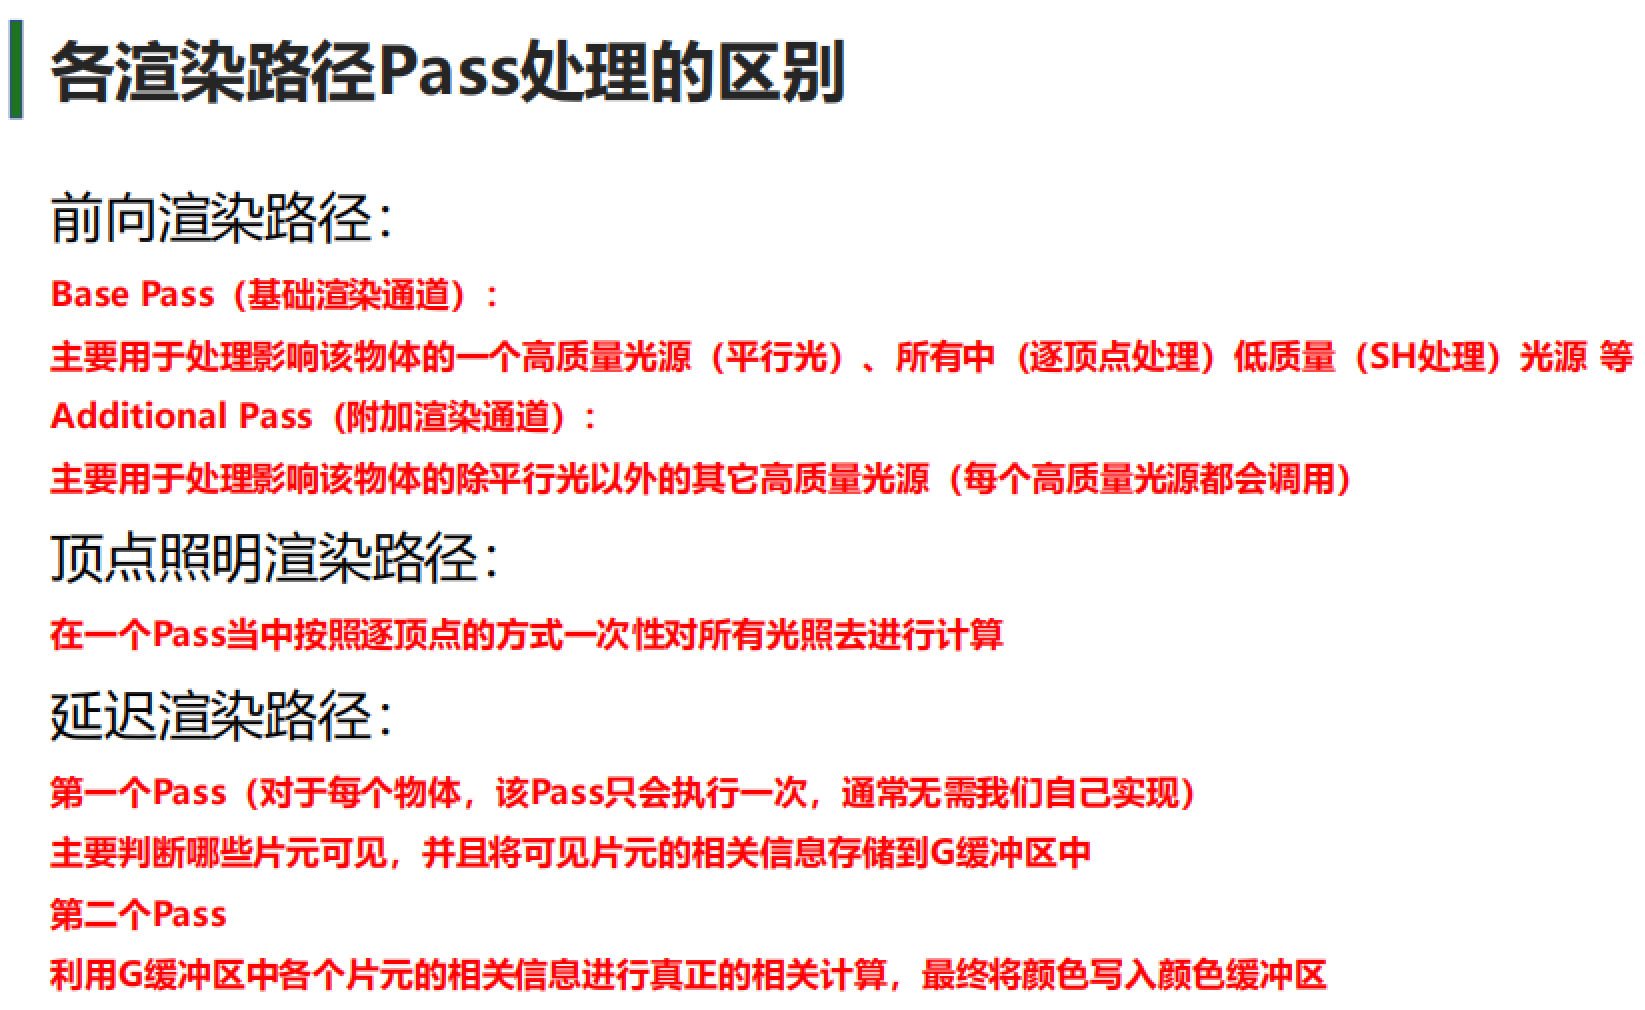 各渲染路径Pass处理的区别
前向渲染路径：
Base Pass（基础渲染通道）：
主要用于处理影响该物体的一个高质量光源（平行光）、所有中（逐顶点处理）低质量（SH处理）光源 等
Additional Pass（附加渲染通道）：
主要用于处理影响该物体的除平行光以外的其它高质量光源（每个高质量光源都会调用）
顶点照明渲染路径：
在一个Pass当中按照逐顶点的方式一次性对所有光照去进行计算
延迟渲染路径：
第一个Pass（对于每个物体，该Pass只会执行一次，通常无需我们自己实现）
主要判断哪些片元可见，并且将可见片元的相关信息存储到G缓冲区中
第二个Pass
利用G缓冲区中各个片元的相关信息进行真正的相关计算，最终将颜色写入颜色缓冲区